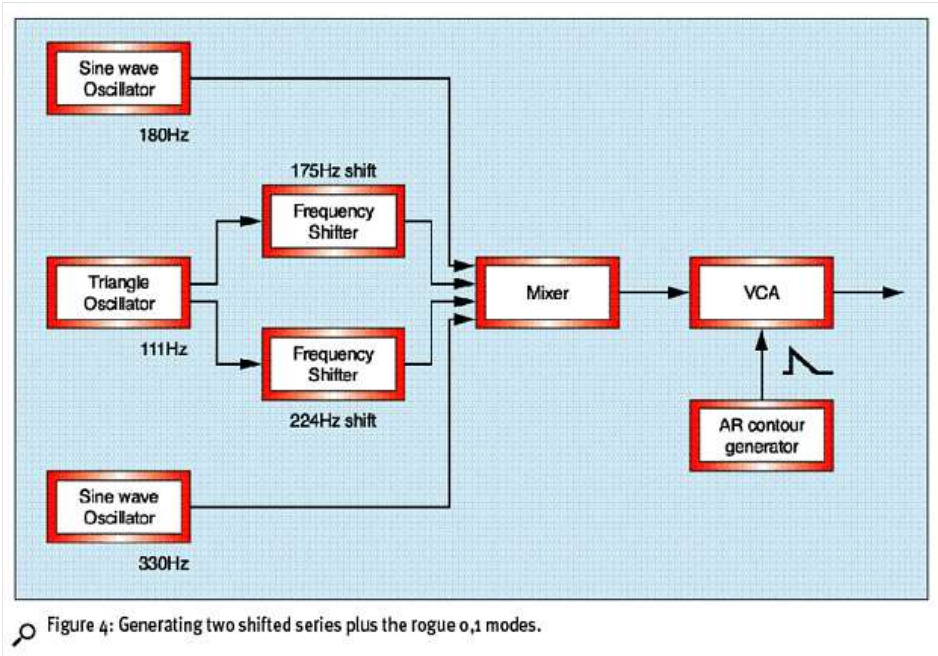 Sine wave
Oscillator
180Hz
175Hz shift
Frequency
Shifter
Triangle
Oscillator
111Hz
Frequency
Shifter
224Hz shift
Mixer
VCA
AR contour
generator
Sine wave
Oscillator
330Hz
Figure 4: Generating two shifted series plus the rogue 0,1 modes.